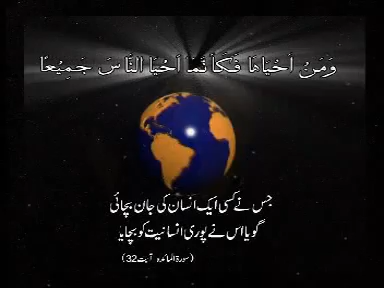 وَمَنْ أَحْيَاهَا فَكَأَنَّمَا أَحْيَا النَّاسَ جَمِيعًا
جس نے کسی ایک انسان کی جان بچائی
گویا اس نے پوری انسانیت کو بچایا
(سورۃ المائدہ آیت 32)